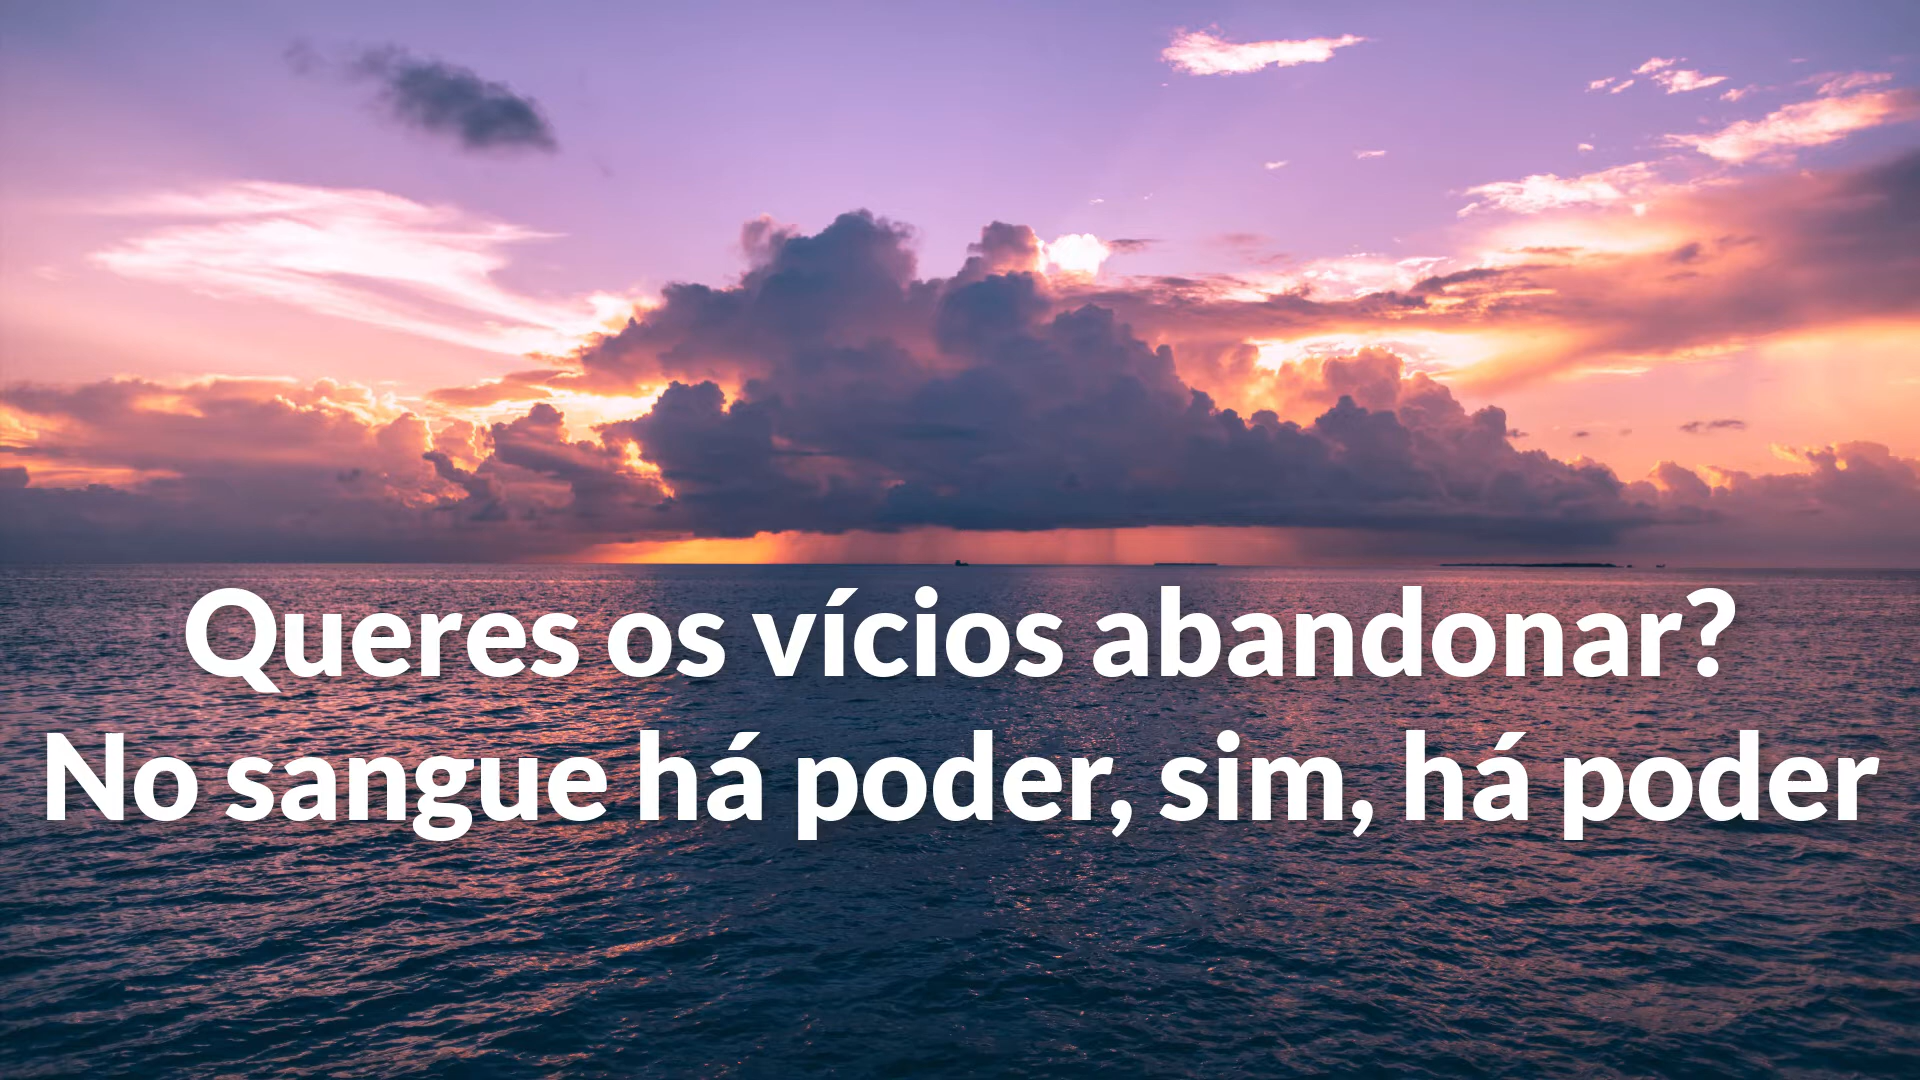 Queres os vícios abandonar?
No sangue há poder, sim, há poder